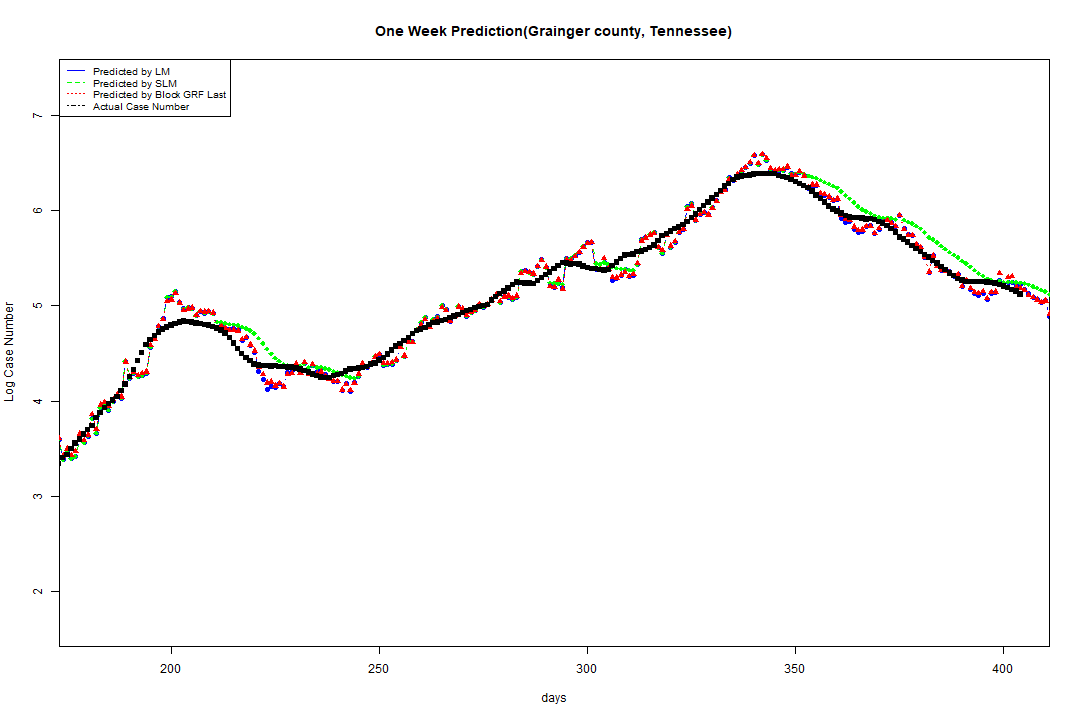 One Week Prediction(Grainger county, Tennessee)
Predicted by LM
Predicted by SLM
Predicted by Block GRF Last
Actual Case Number
7
6
5
4
3
2
Log Case Number
200 250 300 350 400
days